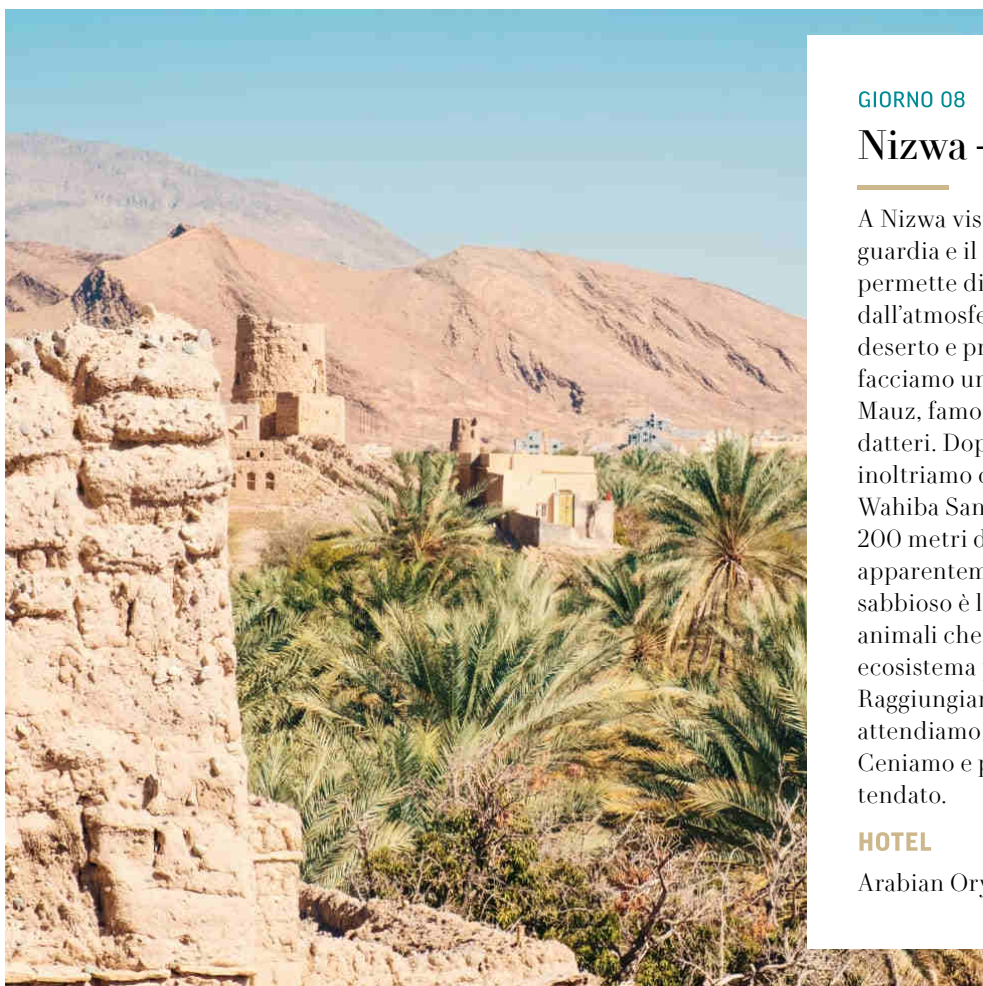 GIORNO 08
Nizwa -
A Nizwa vis
guardia e il
permette di
dall'atmosfe
deserto e pr
facciamo un
Mauz, famo
datteri. Dop
inoltriamo
Wahiba San
200 metri d
apparentem
sabbioso è l
animali che
ecosistema
Raggiungiar
attendiamo
Ceniamo e p
tendato.
HOTEL
Arabian Ory